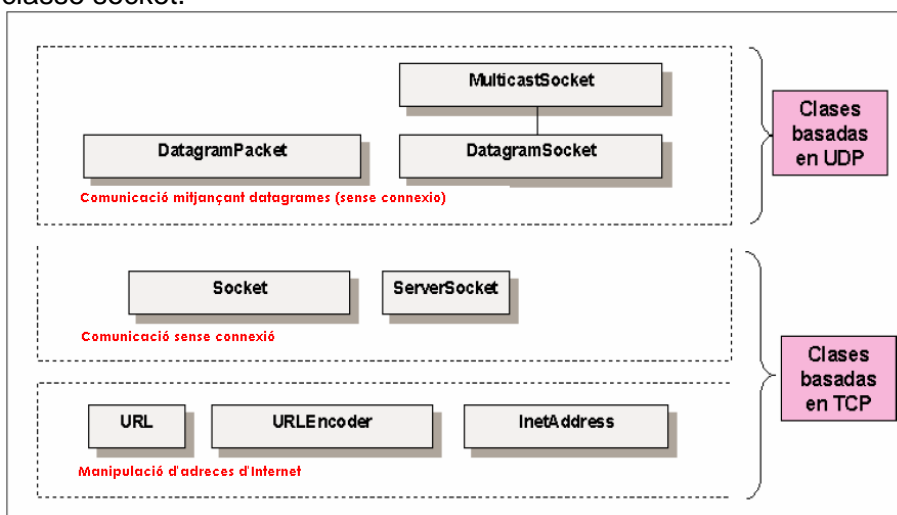 classe socket.
MulticastSocket
DatagramPacket
DatagramSocket
Comunicació mitjançant datagrames (sense connexio)
Clases
basadas
en UDP
Socket
ServerSocket
Comunicació sense connexió
URL
URLEncoder
InetAddress
Manipulació d'adreces d'Internet
Clases
basadas
en TCP